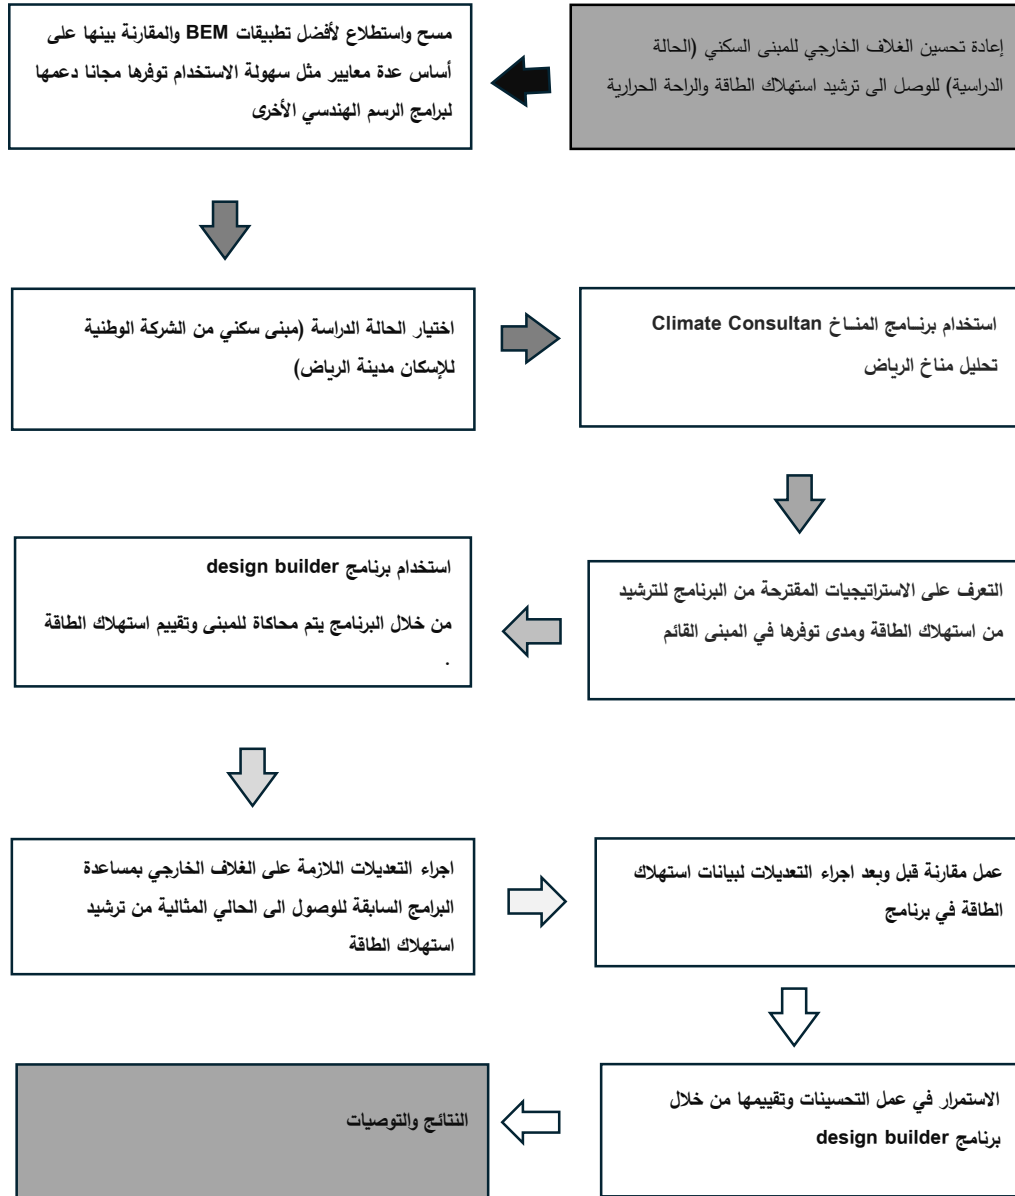 إعادة تحسين الغلاف الخارجي للمبنى السكني (الحالة
الدراسية) للوصل الى ترشيد استهلاك الطاقة والراحة الحرارية
مسح واستطلاع لأفضل تطبيقات BEM والمقارنة بينها على
أساس عدة معايير مثل سهولة الاستخدام توفرها مجانا دعمها
لبرامج الرسم الهندسي الأخرى
اختيار الحالة الدراسة (مبنى سكني من الشركة الوطنية
للإسكان مدينة الرياض)
استخدام برنامج المناخ Climate Consultan
تحليل مناخ الرياض
التعرف على الاستراتيجيات المقترحة من البرنامج للترشيد
من استهلاك الطاقة ومدى توفرها في المبنى القائم
استخدام برنامج design builder
من خلال البرنامج يتم محاكاة للمبنى وتقييم استهلاك الطاقة
.
اجراء التعديلات اللازمة على الغلاف الخارجي بمساعدة
البرامج السابقة للوصول الى الحالي المثالية من ترشيد
استهلاك الطاقة
عمل مقارنة قبل وبعد اجراء التعديلات لبيانات استهلاك
الطاقة في برنامج
الاستمرار في عمل التحسينات وتقييمها من خلال
برنامج design builder
النتائج والتوصيات